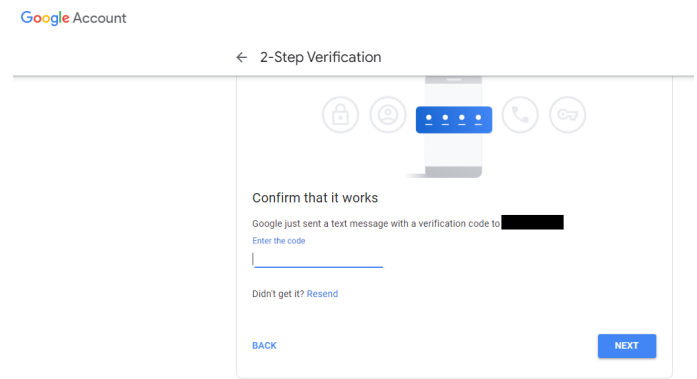 Google Account
2-Step Verification
Confirm that it works
Google just sent a text message with a verification code to
Enter the code
Didn't get it? Resend
BACK
NEXT